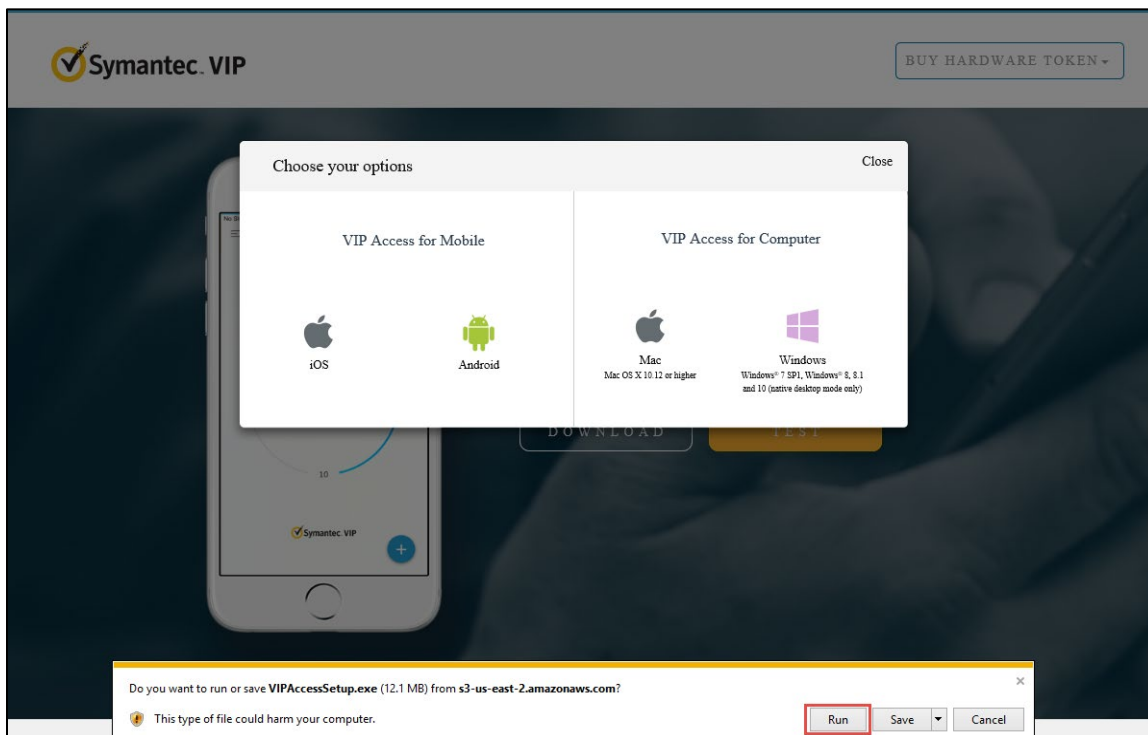 Symantec. VIP
BUY HARDWARE TOKEN
Choose your options
Close
VIP Access for Mobile
VIP Access for Computer
iOS
Android
Mac
Mac OS X 10.12 or higher
Windows
Windows® 7 SP1, Windows® 8, 8.1
and 10 (native desktop mode only)
DOWNLOAD
TEST
10
Symantec. VIP
Do you want to run or save VIPAccessSetup.exe (12.1 MB) from s3-us-east-2.amazonaws.com?
This type of file could harm your computer.
Run
Save
Cancel